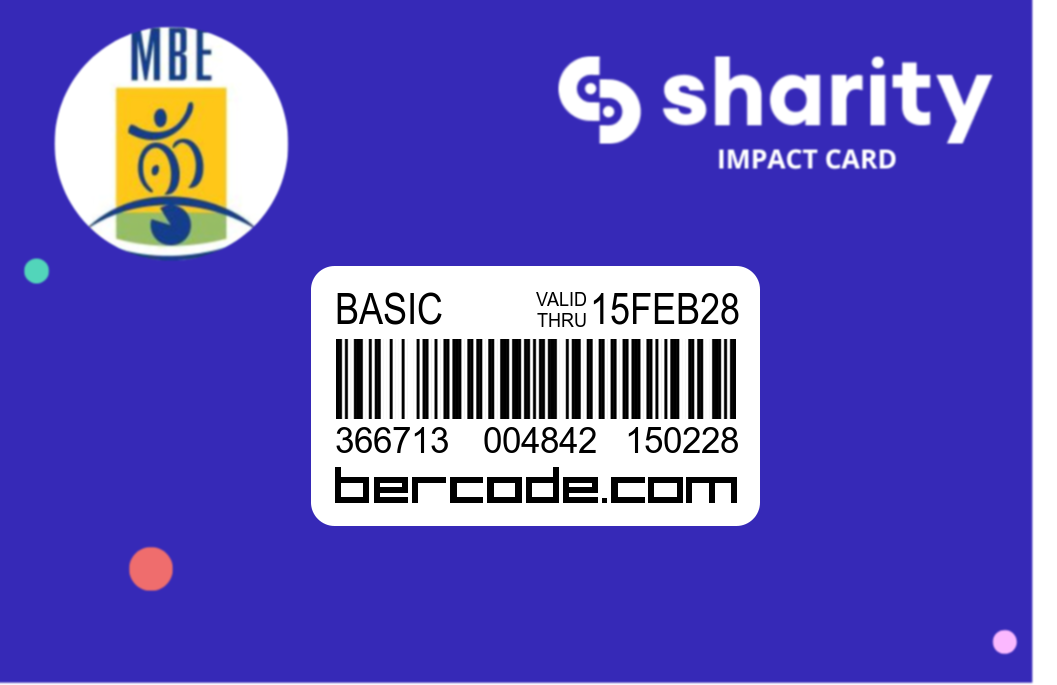 MBE
sharity
IMPACT CARD
BASIC VALID THRU 15FEB28
366713 004842 150228
bercode.com